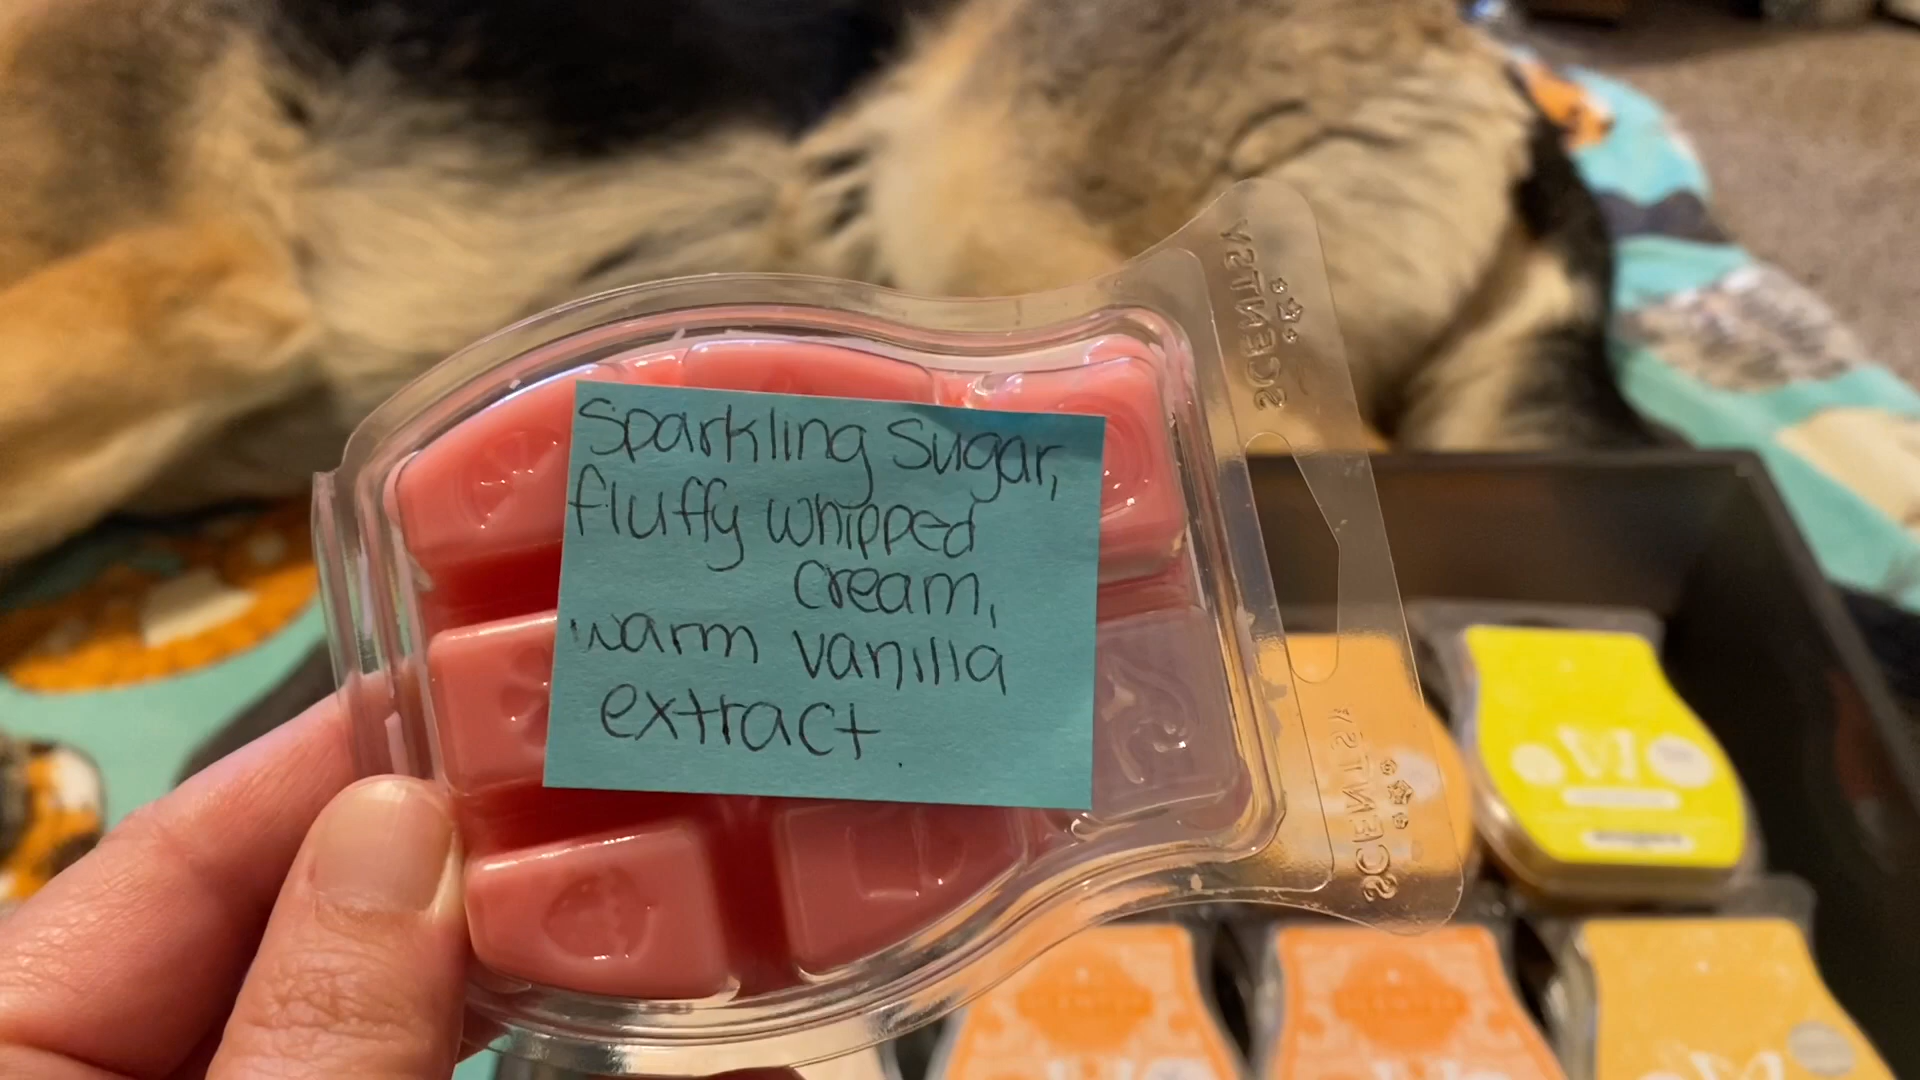 Sparkling Sugar,
fluffy whipped
cream,
warm vanilla
extract.
SCENTSY
SCENTSY